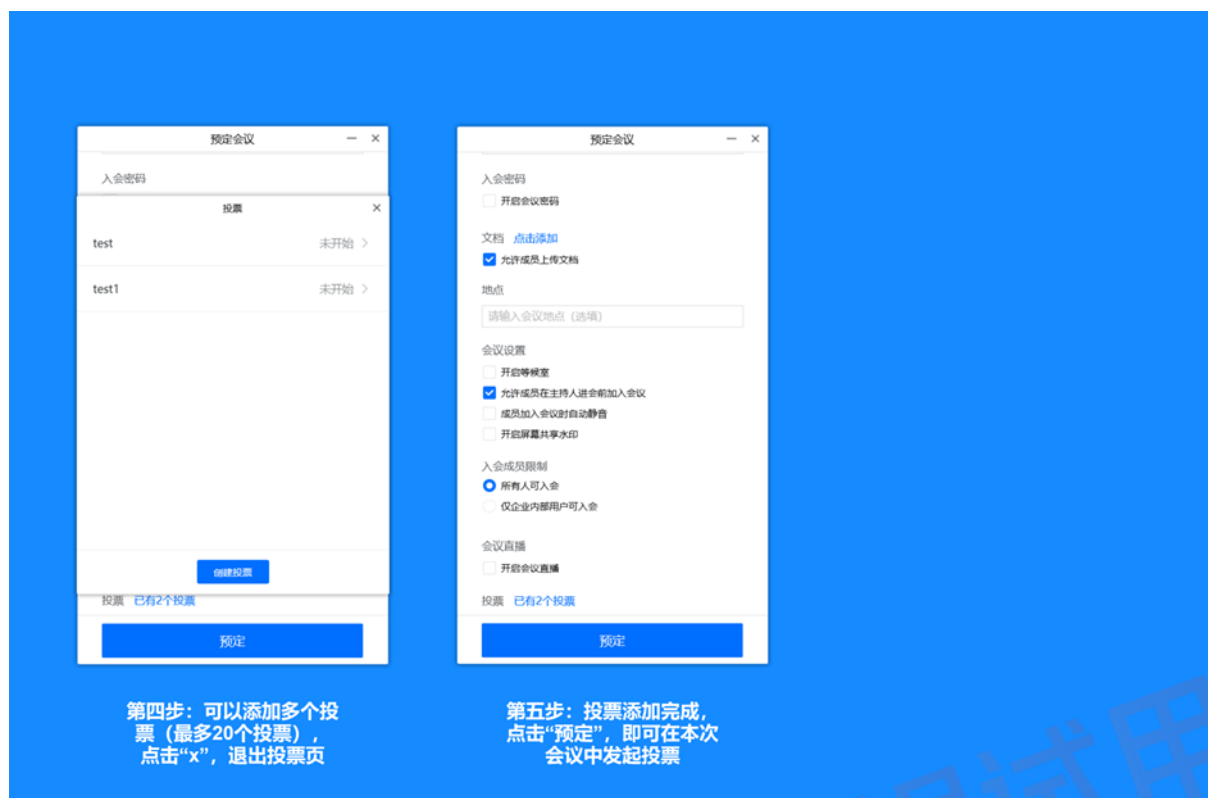 预定会议
入会密码
投票
test 未开始
test1 未开始
创建投票
投票 已有2个投票
预定
第四步：可以添加多个投
票（最多20个投票），
点击“x”，退出投票页
预定会议
入会密码
开启会议密码
文档 点击添加
允许成员上传文档
地点
请输入会议地点（选填）
会议设置
开启等候室
允许成员在主持人进会前加入会议
成员加入会议时自动静音
开启屏幕共享水印
入会成员限制
所有人可入会
仅企业内部用户可入会
会议直播
开启会议直播
投票 已有2个投票
预定
第五步：投票添加完成，
点击“预定”，即可在本次
会议中发起投票
试用